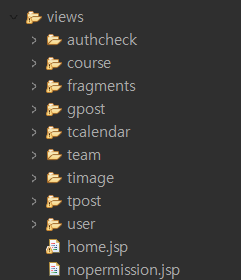 views
authcheck
course
fragments
gpost
tcalendar
team
timage
tpost
user
home.jsp
nopermission.jsp